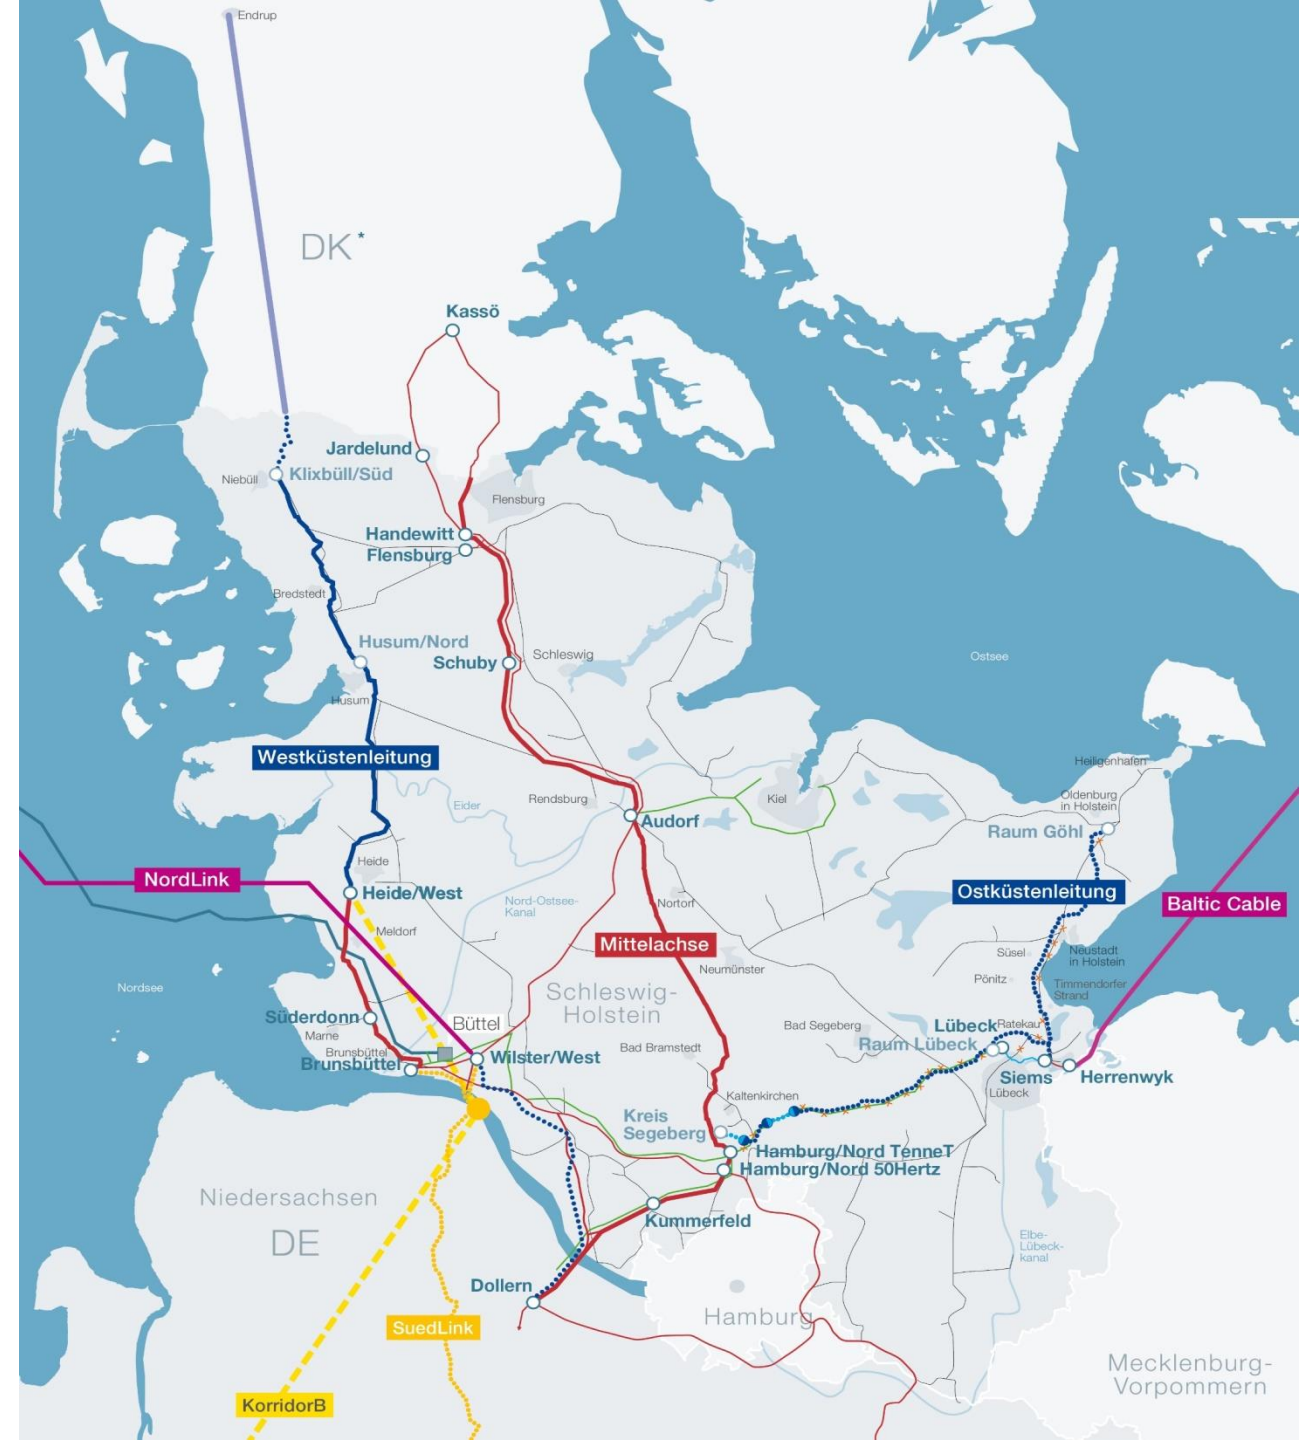 Endrup
DK *
Kassö
Jardelund
Klixbüll/Süd
Niebüll
Flensburg
Handewitt
Flensburg
Bredstedt
Husum/Nord
Schuby
Schleswig
Ostsee
Husum
Westküstenleitung
Heiligenhafen
Oldenburg
in Holstein
Eider
Rendsburg
Kiel
Audorf
Raum Göhl
Heide
NordLink
Heide/West
Ostküstenleitung
Baltic Cable
Nord-Ostsee-
Kanal
Nortorf
Meldorf
Mittelachse
Neumünster
Süsel
Neustadt
in Holstein
Pönitz
Timmendorfer
Strand
Nordsee
Schleswig-
Holstein
Süderdonn
Marne
Büttel
Bad Segeberg
Lübeck
Ratekau
Raum Lübeck
Brunsbüttel
Brunsbüttel
Wilster/West
Bad Bramstedt
Siems
Herrenwyk
Lübeck
Kaltenkirchen
Kreis
Segeberg
Hamburg/Nord TenneT
Hamburg/Nord 50Hertz
Niedersachsen
DE
Kummerfeld
Elbe-
Lübeck-
kanal
Dollern
Hamburg
SuedLink
Mecklenburg-
Vorpommern
KorridorB